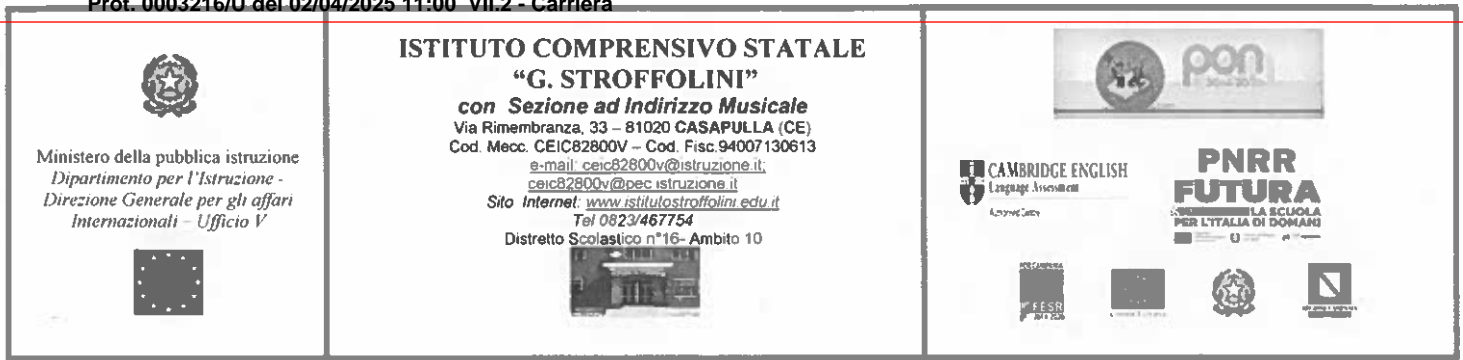 Prot. 0003216/U del 02/04/2025 11:00 VII.2 - Carriera
Ministero della pubblica istruzione
Dipartimento per l'Istruzione -
Direzione Generale per gli affari
Internazionali – Ufficio V
ISTITUTO COMPRENSIVO STATALE
“G. STROFFOLINI”
con Sezione ad Indirizzo Musicale
Via Rimembranza, 33 – 81020 CASAPULLA (CE)
Cod. Mecc. CEIC82800V – Cod. Fisc.94007130613
e-mail: ceic82800v@istruzione.it;
ceic82800v@pec.istruzione.it
Sito Internet: www.istitutostroffolini.edu.it
Tel 0823/467754
Distretto Scolastico n°16– Ambito 10
pon
CAMBRIDGE ENGLISH
Language Assessment
PNRR
FUTURA
LA SCUOLA
PER L'ITALIA DI DOMANI
FESR